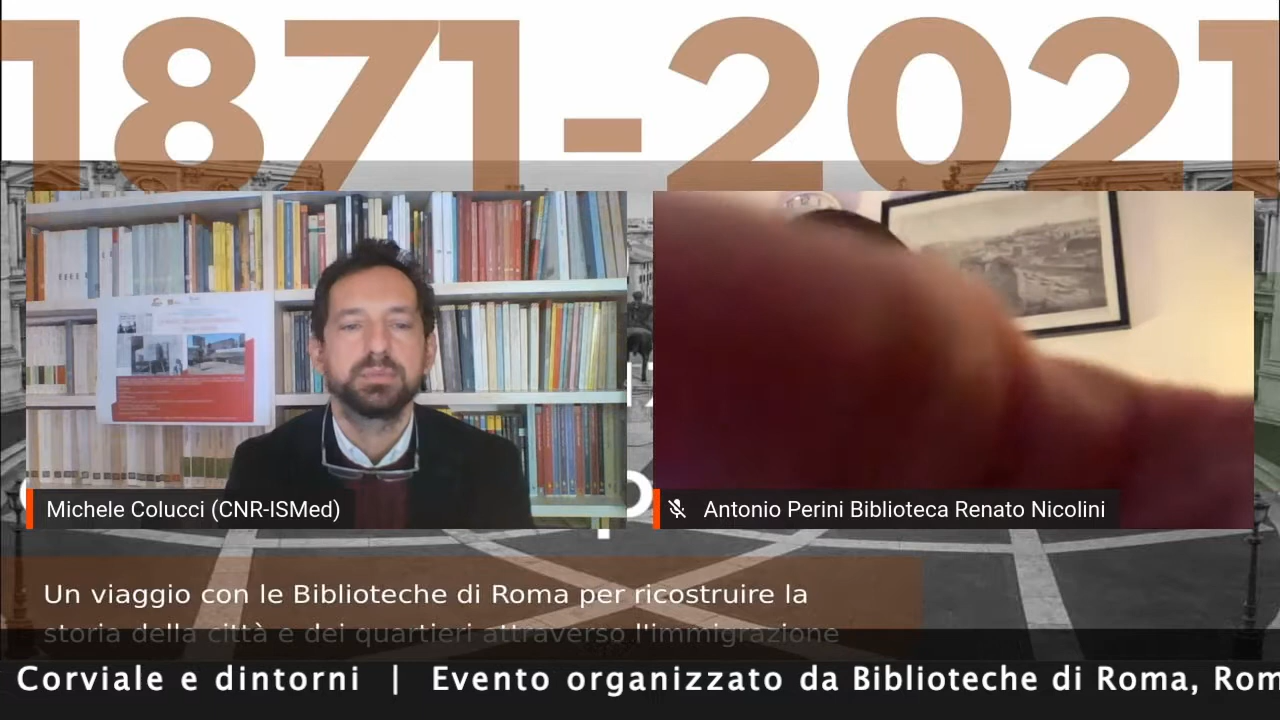 1871-2021
Michele Colucci (CNR-ISMed)
Antonio Perini Biblioteca Renato Nicolini
Un viaggio con le Biblioteche di Roma per ricostruire la
storia della città e dei quartieri attraverso l'immigrazione
Corviale e dintorni | Evento organizzato da Biblioteche di Roma, Rom